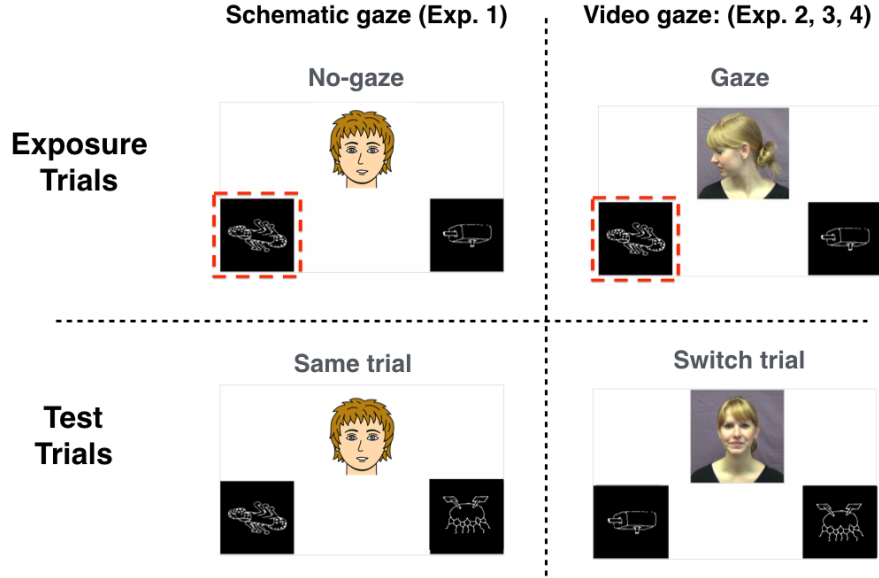 Schematic gaze (Exp. 1)
Video gaze: (Exp. 2, 3, 4)
No-gaze
Gaze
Exposure
Trials
Same trial
Switch trial
Test
Trials